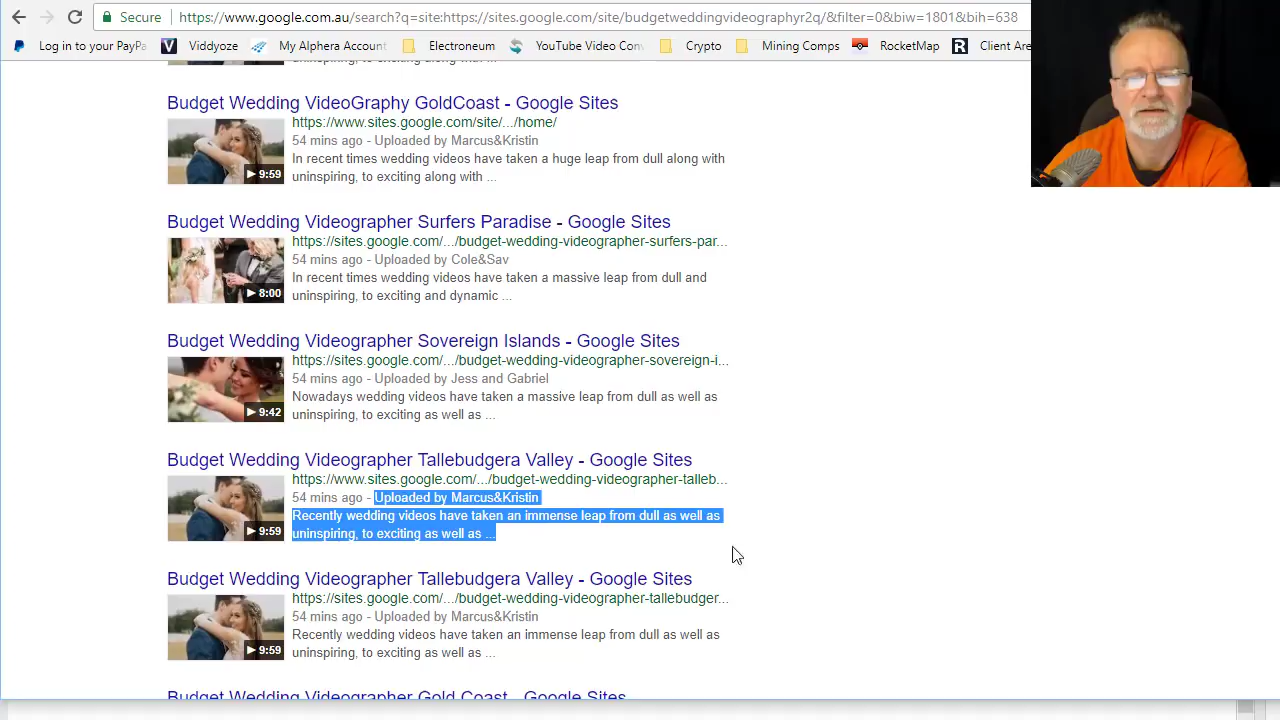 Secure
https://www.google.com.au/search?q=site:https://sites.google.com/site/budgetweddingvideographyr2q/&filter=0&biw=1801&bih=638
Log in to your PayPa
Viddyoze
My Alphera Account
Electroneum
YouTube Video Con
Crypto
Mining Comps
RocketMap
Client Are
uninspiring, to exciting along with ...
Budget Wedding VideoGraphy GoldCoast - Google Sites
https://www.sites.google.com/site/.../home/
54 mins ago - Uploaded by Marcus&Kristin
In recent times wedding videos have taken a huge leap from dull along with
uninspiring, to exciting along with ...
9:59
Budget Wedding Videographer Surfers Paradise - Google Sites
https://sites.google.com/.../budget-wedding-videographer-surfers-par...
54 mins ago - Uploaded by Cole&Sav
In recent times wedding videos have taken a massive leap from dull and
uninspiring, to exciting and dynamic ...
8:00
Budget Wedding Videographer Sovereign Islands - Google Sites
https://sites.google.com/.../budget-wedding-videographer-sovereign-i...
54 mins ago - Uploaded by Jess and Gabriel
Nowadays wedding videos have taken a massive leap from dull as well as
uninspiring, to exciting as well as ...
9:42
Budget Wedding Videographer Tallebudgera Valley - Google Sites
https://www.sites.google.com/.../budget-wedding-videographer-talleb...
54 mins ago - Uploaded by Marcus&Kristin
Recently wedding videos have taken an immense leap from dull as well as
uninspiring, to exciting as well as ...
9:59
Budget Wedding Videographer Tallebudgera Valley - Google Sites
https://sites.google.com/.../budget-wedding-videographer-tallebudger...
54 mins ago - Uploaded by Marcus&Kristin
Recently wedding videos have taken an immense leap from dull as well as
uninspiring, to exciting as well as ...
9:59
Budget Wedding Videographer Gold Coast - Google Sites